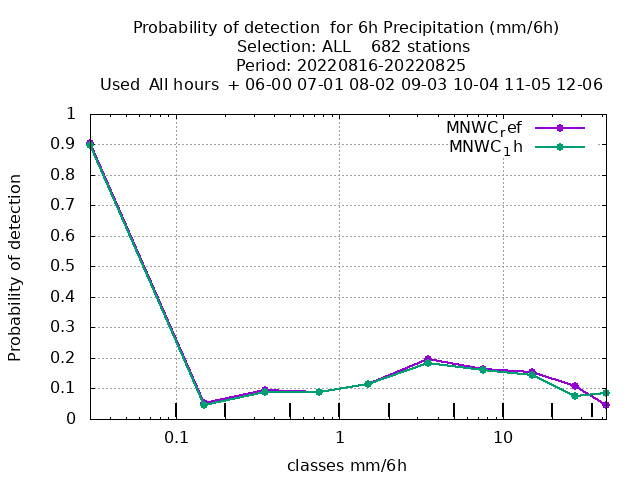 Probability of detection  for 6h Precipitation (mm/6h)
Selection: ALL    682 stations
Period: 20220816-20220825
Used  All hours  + 06-00 07-01 08-02 09-03 10-04 11-05 12-06
MNWCref
MNWC1h
1
0.9
0.8
0.7
0.6
0.5
0.4
0.3
0.2
0.1
0
Probability of detection
0.1 1 10
classes mm/6h